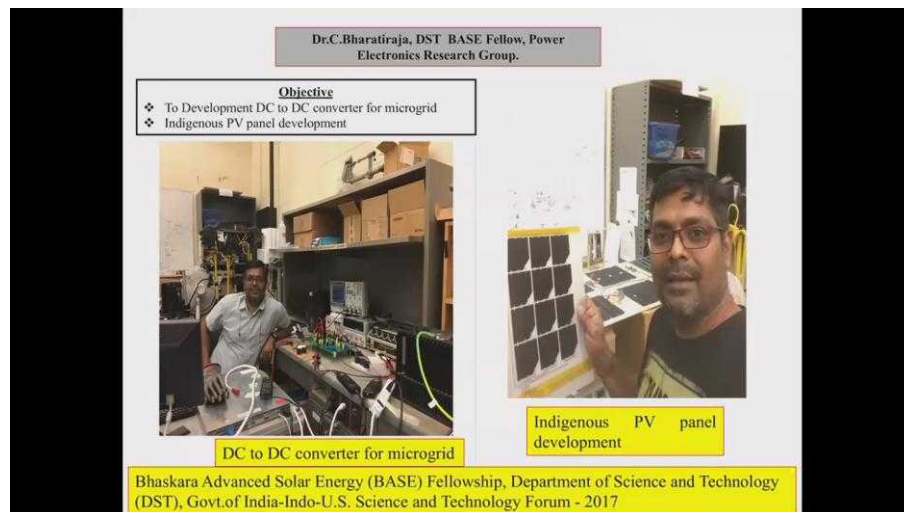 Dr.C.Bharatiraja, DST BASE Fellow, Power
Electronics Research Group.
Objective
❖ To Development DC to DC converter for microgrid
❖ Indigenous PV panel development
DC to DC converter for microgrid
Indigenous PV panel
development
Bhaskara Advanced Solar Energy (BASE) Fellowship, Department of Science and Technology
(DST), Govt.of India-Indo-U.S. Science and Technology Forum - 2017